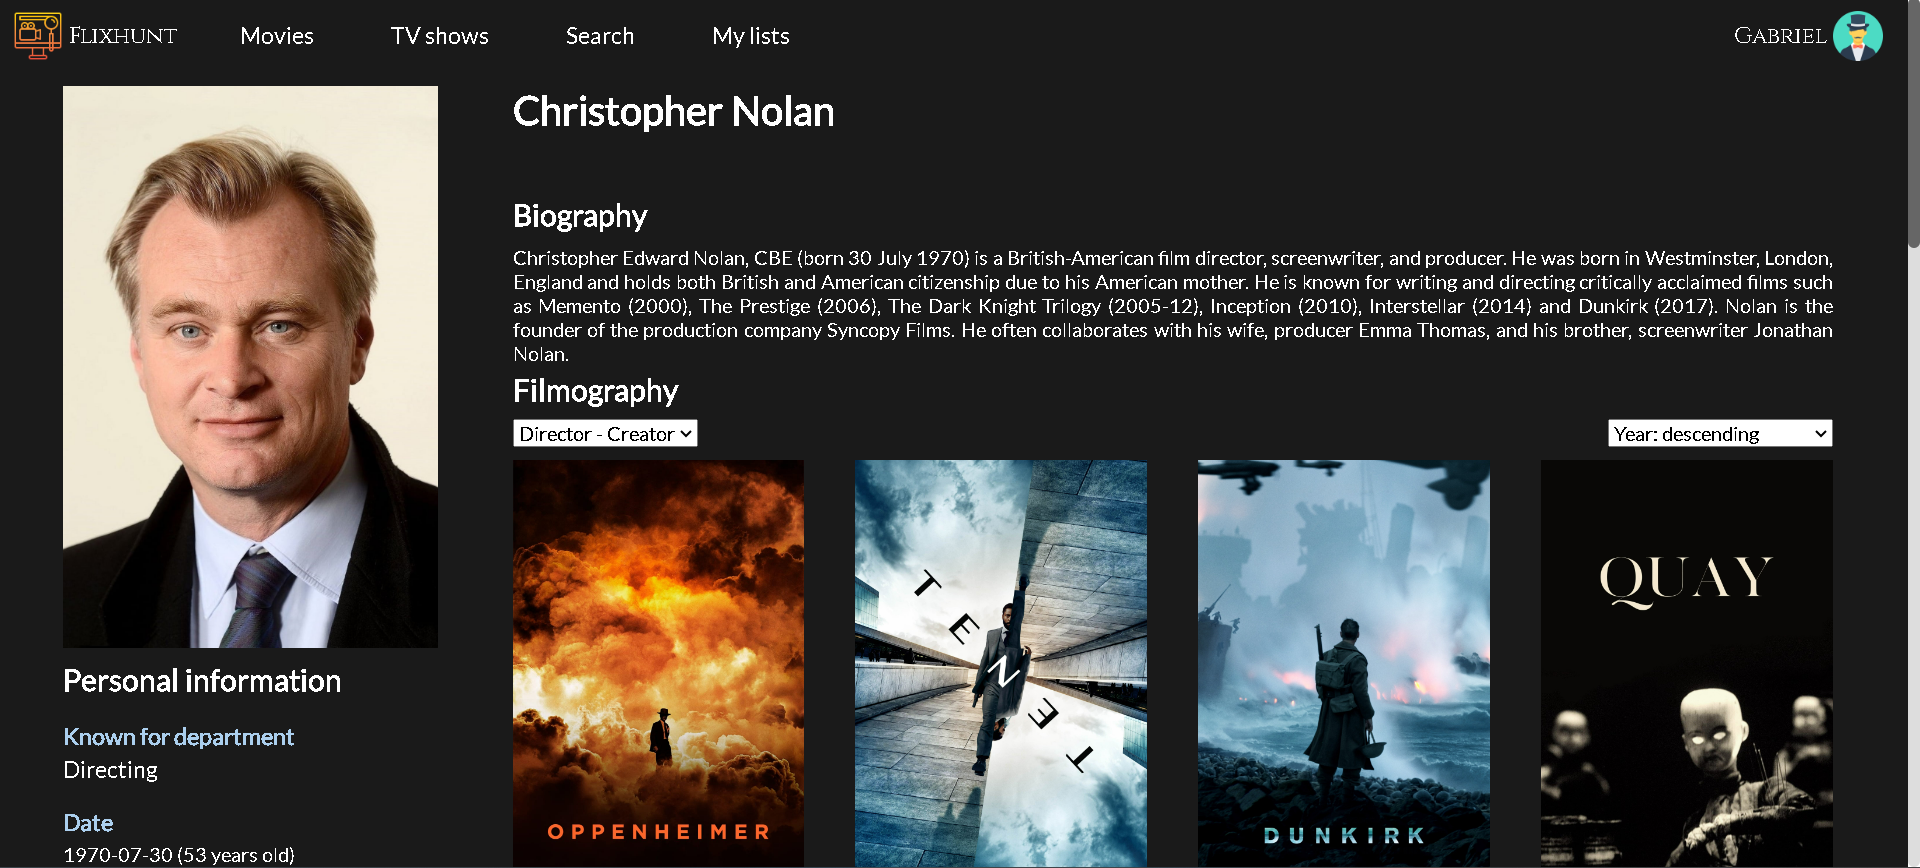 FLIXHUNT
Movies
TV shows
Search
My lists
GABRIEL
Christopher Nolan
Biography
Christopher Edward Nolan, CBE (born 30 July 1970) is a British-American film director, screenwriter, and producer. He was born in Westminster, London,
England and holds both British and American citizenship due to his American mother. He is known for writing and directing critically acclaimed films such
as Memento (2000), The Prestige (2006), The Dark Knight Trilogy (2005-12), Inception (2010), Interstellar (2014) and Dunkirk (2017). Nolan is the
founder of the production company Syncopy Films. He often collaborates with his wife, producer Emma Thomas, and his brother, screenwriter Jonathan
Nolan.
Filmography
Director - Creator
Year: descending
OPPENHEIMER
TENET
DUNKIRK
QUAY
Personal information
Known for department
Directing
Date
1970-07-30 (53 years old)